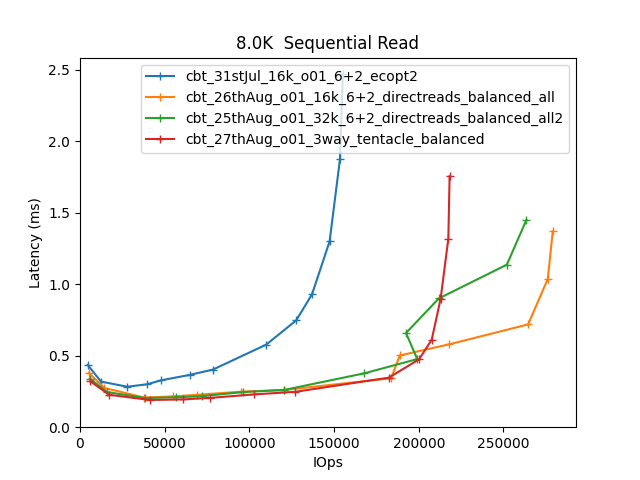 8.0K  Sequential Read
2.5
2.0
1.5
1.0
0.5
0.0
Latency (ms)
cbt_31stJul_16k_o01_6+2_ecopt2
cbt_26thAug_o01_16k_6+2_directreads_balanced_all
cbt_25thAug_o01_32k_6+2_directreads_balanced_all2
cbt_27thAug_o01_3way_tentacle_balanced
0 50000 100000 150000 200000 250000
IOps